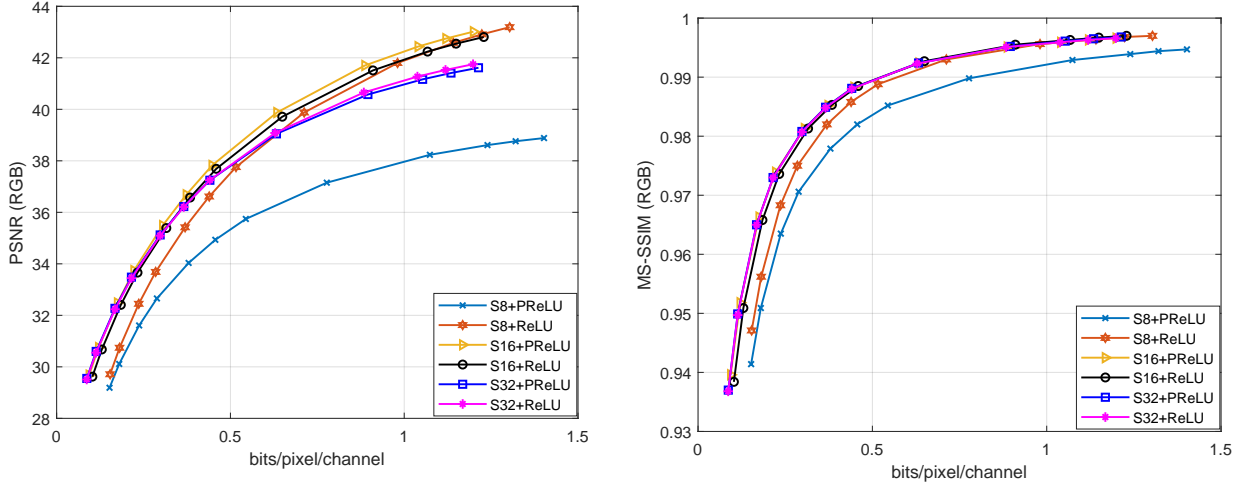 44
42
40
38
36
34
32
30
28
PSNR (RGB)
0
0.5
1
1.5
bits/pixel/channel
S8+PReLU
S8+ReLU
S16+PReLU
S16+ReLU
S32+PReLU
S32+ReLU
1
0.99
0.98
0.97
0.96
0.95
0.94
0.93
MS-SSIM (RGB)
0
0.5
1
1.5
bits/pixel/channel
S8+PReLU
S8+ReLU
S16+PReLU
S16+ReLU
S32+PReLU
S32+ReLU